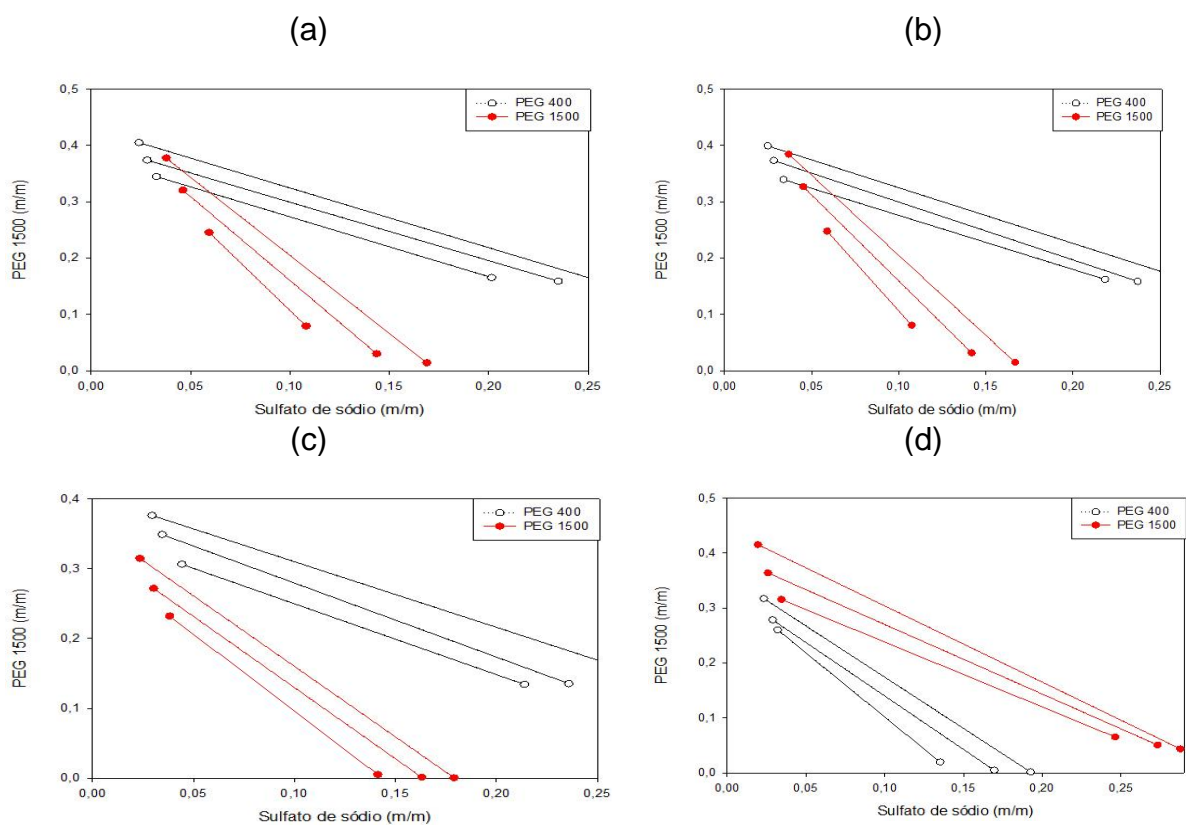 (a)
PEG 1500 (m/m)
0,5
0,4
0,3
0,2
0,1
0,0
PEG 400
PEG 1500
0,00 0,05 0,10 0,15 0,20 0,25
Sulfato de sódio (m/m)
(b)
PEG 1500 (m/m)
0,5
0,4
0,3
0,2
0,1
0,0
PEG 400
PEG 1500
0,00 0,05 0,10 0,15 0,20 0,25
Sulfato de sódio (m/m)
(c)
PEG 1500 (m/m)
0,4
0,3
0,2
0,1
0,0
PEG 400
PEG 1500
0,00 0,05 0,10 0,15 0,20 0,25
Sulfato de sódio (m/m)
(d)
PEG 1500 (m/m)
0,5
0,4
0,3
0,2
0,1
0,0
PEG 400
PEG 1500
0,00 0,05 0,10 0,15 0,20 0,25
Sulfato de sódio (m/m)